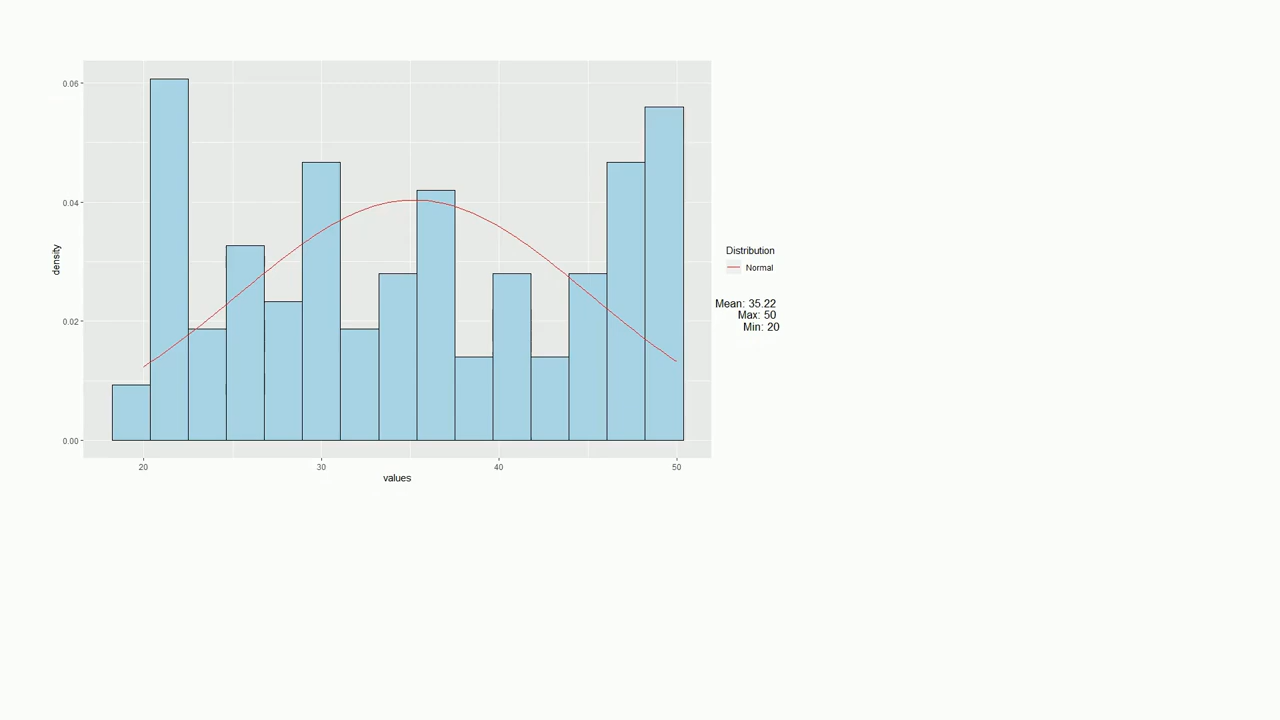 0.06
0.04
0.02
0.00
density
20 30 40 50
values
Distribution
Normal
Mean: 35.22
Max: 50
Min: 20